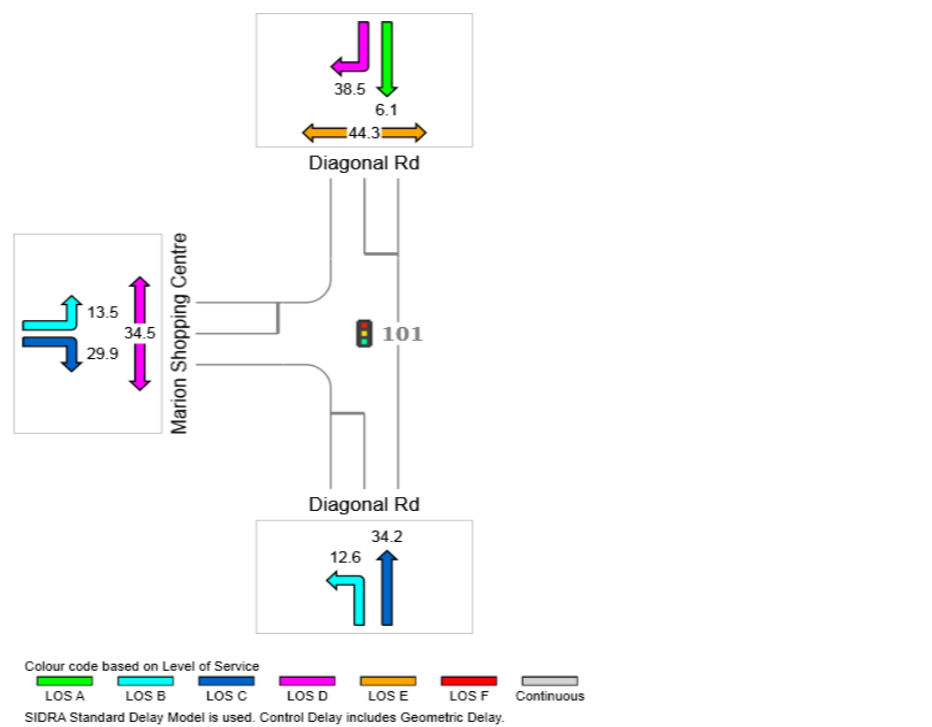 38.5
6.1
44.3
Diagonal Rd
Marion Shopping Centre
13.5
34.5
29.9
101
Diagonal Rd
34.2
12.6
Colour code based on Level of Service
LOS A LOS B LOS C LOS D LOS E LOS F Continuous
SIDRA Standard Delay Model is used. Control Delay includes Geometric Delay.